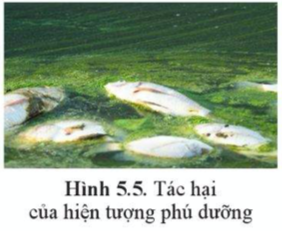 Hình 5.5. Tác hại
của hiện tượng phú dưỡng